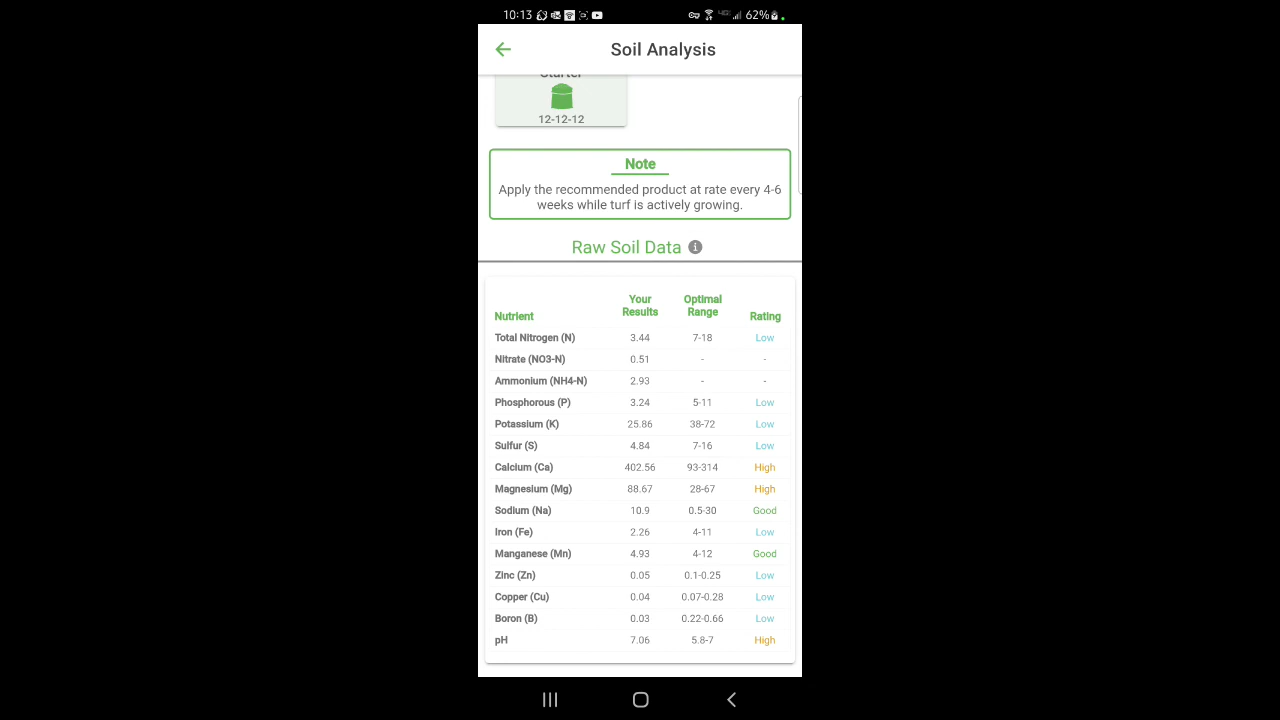 10:13 62%
Soil Analysis
Starter
12-12-12
Note
Apply the recommended product at rate every 4-6
weeks while turf is actively growing.
Raw Soil Data
Nutrient Your Results Optimal Range Rating
Total Nitrogen (N) 3.44 7-18 Low
Nitrate (NO3-N) 0.51 - -
Ammonium (NH4-N) 2.93 - -
Phosphorous (P) 3.24 5-11 Low
Potassium (K) 25.86 38-72 Low
Sulfur (S) 4.84 7-16 Low
Calcium (Ca) 402.56 93-314 High
Magnesium (Mg) 88.67 28-67 High
Sodium (Na) 10.9 0.5-30 Good
Iron (Fe) 2.26 4-11 Low
Manganese (Mn) 4.93 4-12 Good
Zinc (Zn) 0.05 0.1-0.25 Low
Copper (Cu) 0.04 0.07-0.28 Low
Boron (B) 0.03 0.22-0.66 Low
pH 7.06 5.8-7 High